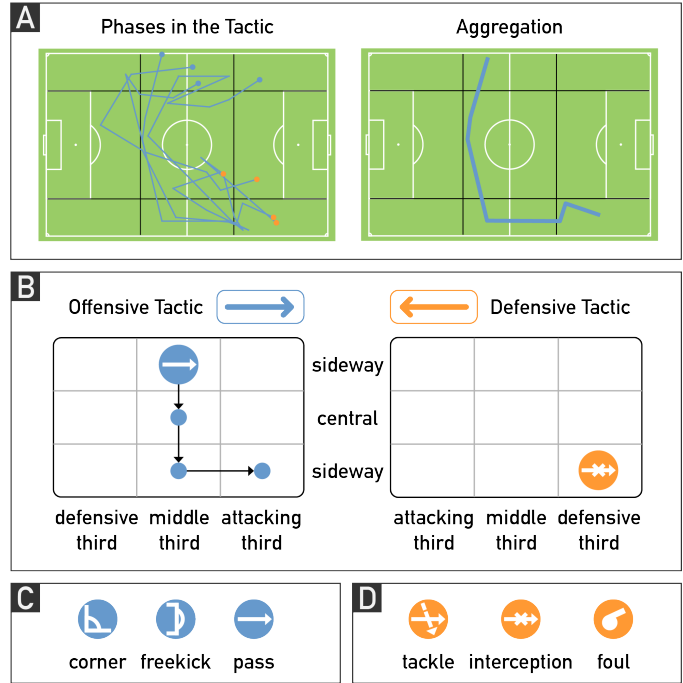 A
Phases in the Tactic
Aggregation
B
Offensive Tactic
Defensive Tactic
sideway
central
sideway
defensive third
middle third
attacking third
attacking third
middle third
defensive third
C
corner
freekick
pass
D
tackle
interception
foul